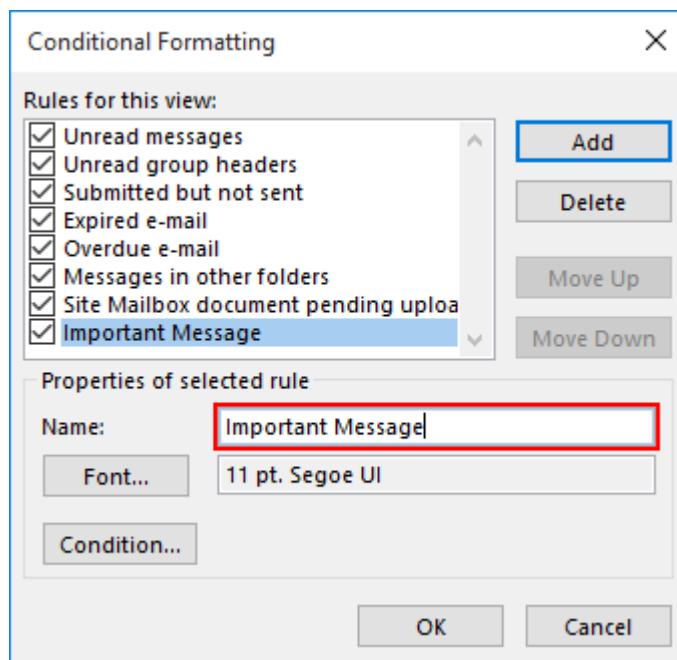 Conditional Formatting
Rules for this view:
Unread messages
Unread group headers
Submitted but not sent
Expired e-mail
Overdue e-mail
Messages in other folders
Site Mailbox document pending uploa
Important Message
Add
Delete
Move Up
Move Down
Properties of selected rule
Name: Important Message
Font... 11 pt. Segoe UI
Condition...
OK Cancel